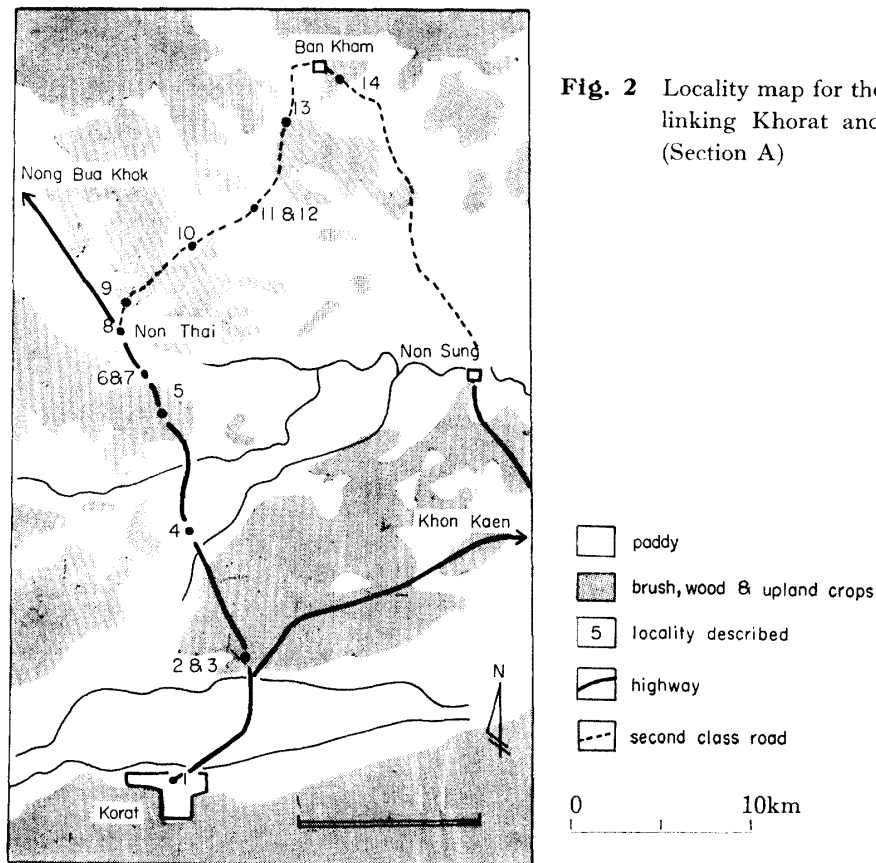 Ban Kham
14
13
Nong Bua Khok
11 & 12
10
9
8
Non Thai
6&7
5
Non Sung
4
Khon Kaen
2 & 3
N
1
Korat
Fig. 2 Locality map for the
linking Khorat and
(Section A)
paddy
brush, wood & upland crops
5 locality described
highway
second class road
0 10km